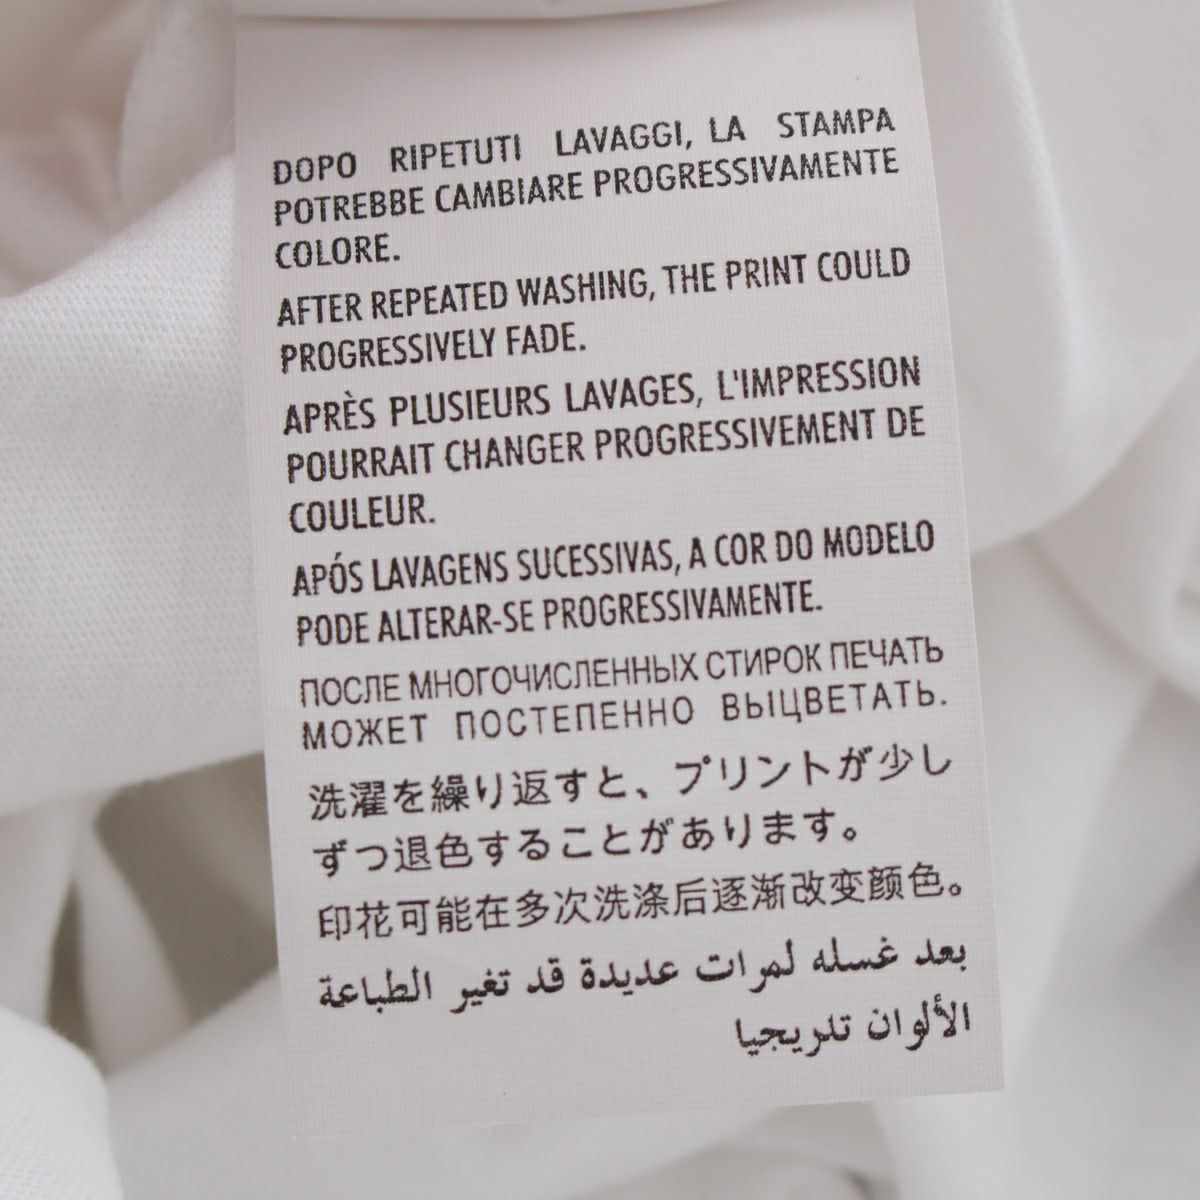 DOPO RIPETUTI LAVAGGI, LA STAMPA
POTREBBE CAMBIARE PROGRESSIVAMENTE
COLORE.
AFTER REPEATED WASHING, THE PRINT COULD
PROGRESSIVELY FADE.
APRÈS PLUSIEURS LAVAGES, L'IMPRESSION
POURRAIT CHANGER PROGRESSIVEMENT DE
COULEUR.
APÓS LAVAGENS SUCESSIVAS, A COR DO MODELO
PODE ALTERAR-SE PROGRESSIVAMENTE.
ПОСЛЕ МНОГОЧИСЛЕННЫХ СТИРОК ПЕЧАТЬ
МОЖЕТ ПОСТЕПЕННО ВЫЦВЕТАТЬ.
洗濯を繰り返すと、プリントが少し
ずつ退色することがあります。
印花可能在多次洗涤后逐渐改变颜色。
بعد غسله لمرات عديدة قد تغير الطباعة
الألوان تدريجيا